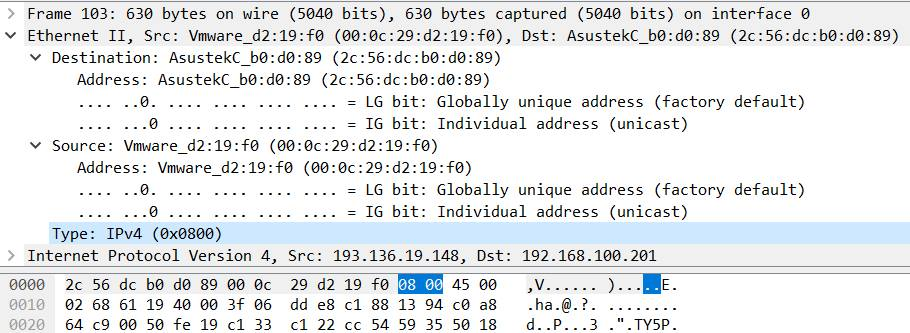 Frame 103: 630 bytes on wire (5040 bits), 630 bytes captured (5040 bits) on interface 0
Ethernet II, Src: Vmware_d2:19:f0 (00:0c:29:d2:19:f0), Dst: AsustekC_b0:d0:89 (2c:56:dc:b0:d0:89)
Destination: AsustekC_b0:d0:89 (2c:56:dc:b0:d0:89)
Address: AsustekC_b0:d0:89 (2c:56:dc:b0:d0:89)
.... ..0. .... .... .... .... = LG bit: Globally unique address (factory default)
.... ...0 .... .... .... .... = IG bit: Individual address (unicast)
Source: Vmware_d2:19:f0 (00:0c:29:d2:19:f0)
Address: Vmware_d2:19:f0 (00:0c:29:d2:19:f0)
.... ..0. .... .... .... .... = LG bit: Globally unique address (factory default)
.... ...0 .... .... .... .... = IG bit: Individual address (unicast)
Type: IPv4 (0x0800)
Internet Protocol Version 4, Src: 193.136.19.148, Dst: 192.168.100.201
0000 2c 56 dc b0 d0 89 00 0c 29 d2 19 f0 08 00 45 00 ,V...... ).....E.
0010 02 68 61 19 40 00 3f 06 dd e8 c1 88 13 94 c0 a8 .ha.@.?. ........
0020 64 c9 00 50 fe 19 c1 33 c1 22 cc 54 59 35 50 18 d..P...3 .".TY5P.